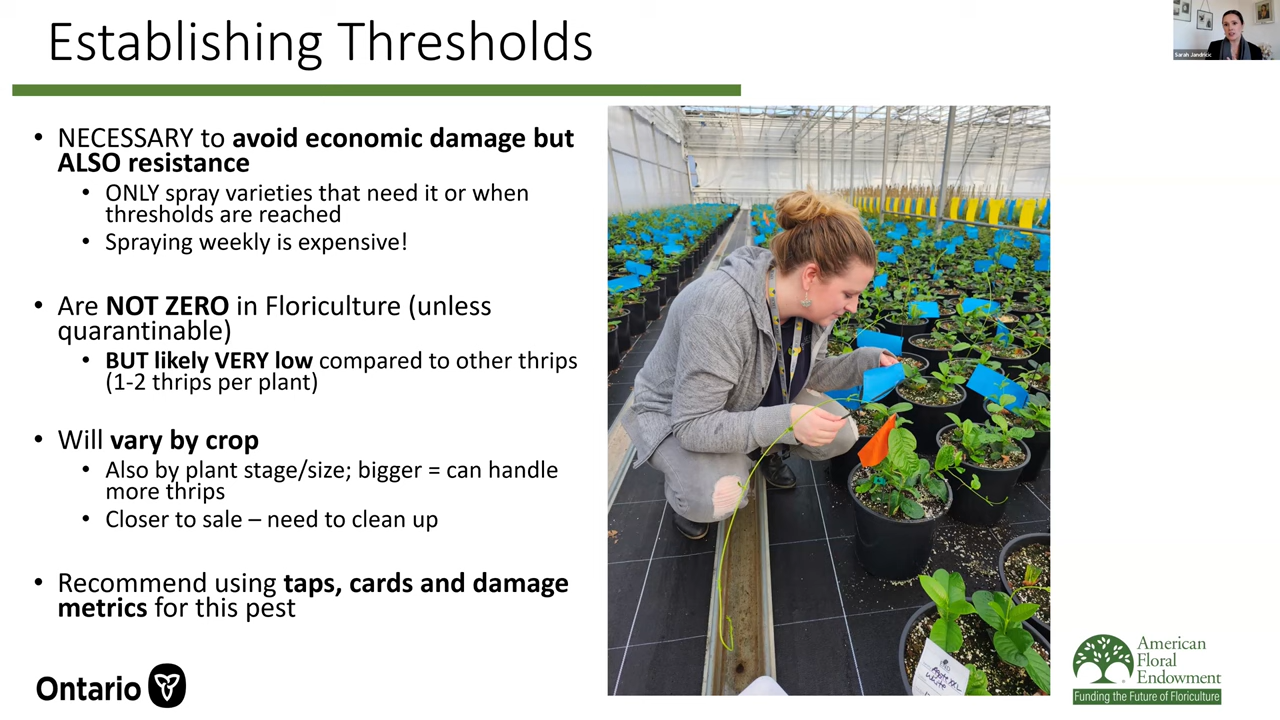 Establishing Thresholds
Sarah Jandricic
• NECESSARY to avoid economic damage but
ALSO resistance
• ONLY spray varieties that need it or when
thresholds are reached
• Spraying weekly is expensive!
• Are NOT ZERO in Floriculture (unless
quarantinable)
• BUT likely VERY low compared to other thrips
(1-2 thrips per plant)
• Will vary by crop
• Also by plant stage/size; bigger = can handle
more thrips
• Closer to sale – need to clean up
• Recommend using taps, cards and damage
metrics for this pest
White
Ontario
American
Floral
Endowment
Funding the Future of Floriculture